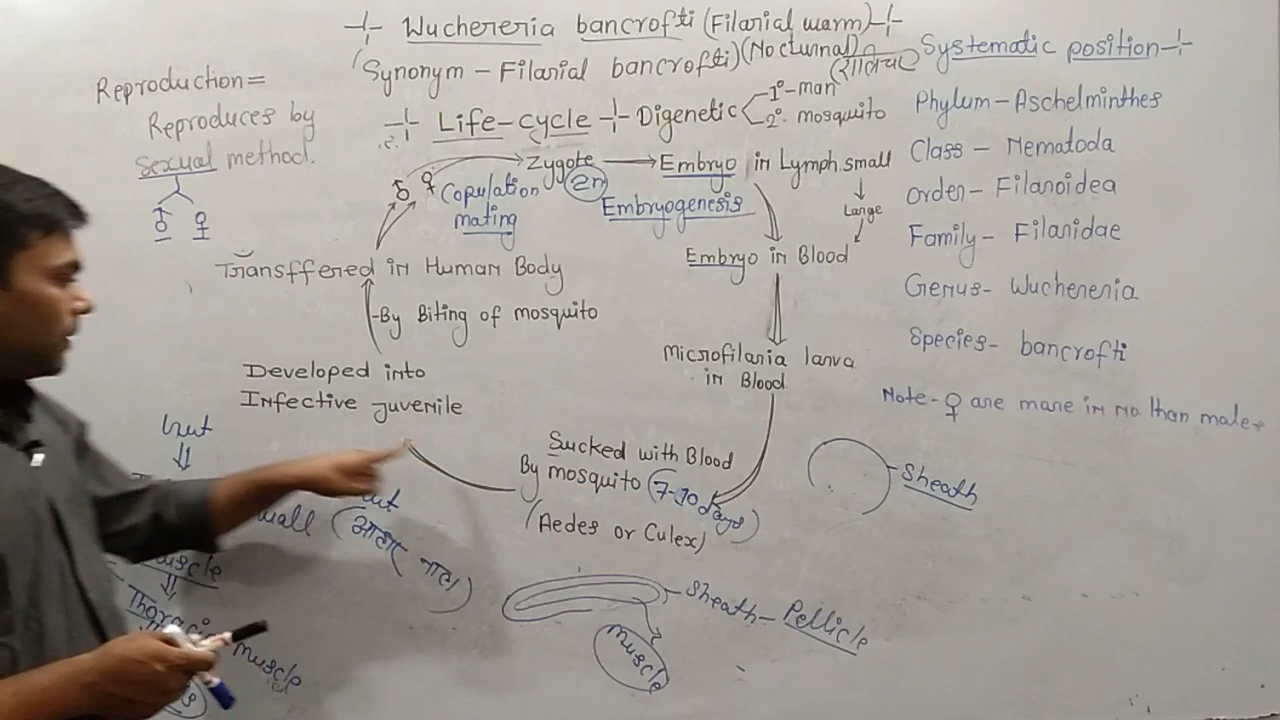 Wuchereria bancrofti (Filarial warm)
Synonym - Filarial bancrofti) (Nocturnal)
Reproduction =
Reproduces by
Sexual method.
♂ ♀
Life-cycle Digenetic
1° - man
2° mosquito
♂ ♀ Copulation
mating
Zygote
2n
Embryo in Lymph small
Large
Embryogenesis
Embryo in Blood
Microfilaria larva
in Blood
Sucked with Blood
By mosquito (7-10 days)
(Aedes or Culex)
Developed into
Infective juvenile
-By Biting of mosquito
Transffered in Human Body
Systematic position
Phylum - Aschelminthes
Class - Nematoda
Order - Filarioidea
Family - Filaridae
Genus - Wuchereria
Species - bancrofti
Note - ♀ are more in no than males
Sheath
Sheath - Pellicle
muscle
wall
muscle
Thoracic muscle